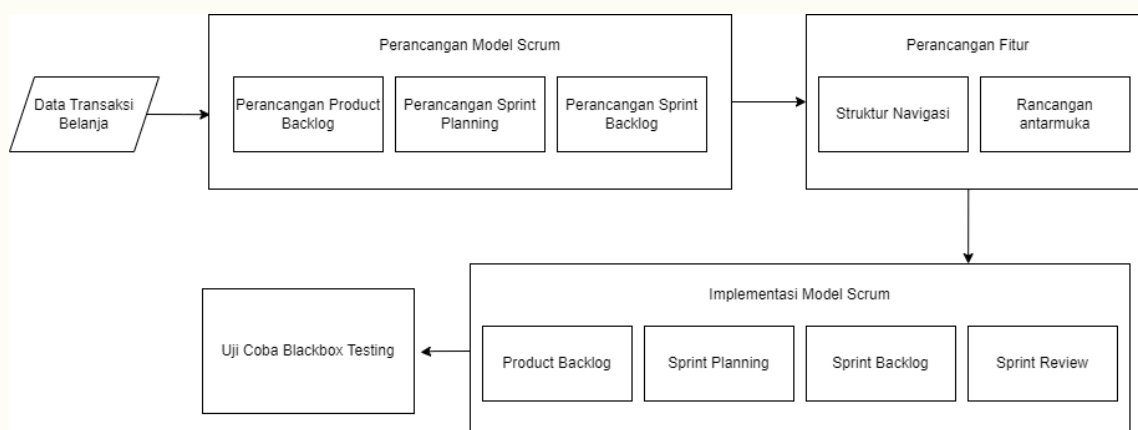 Data Transaksi
Belanja
Perancangan Model Scrum
Perancangan Product
Backlog
Perancangan Sprint
Planning
Perancangan Sprint
Backlog
Perancangan Fitur
Struktur Navigasi
Rancangan
antarmuka
Implementasi Model Scrum
Product Backlog
Sprint Planning
Sprint Backlog
Sprint Review
Uji Coba Blackbox Testing